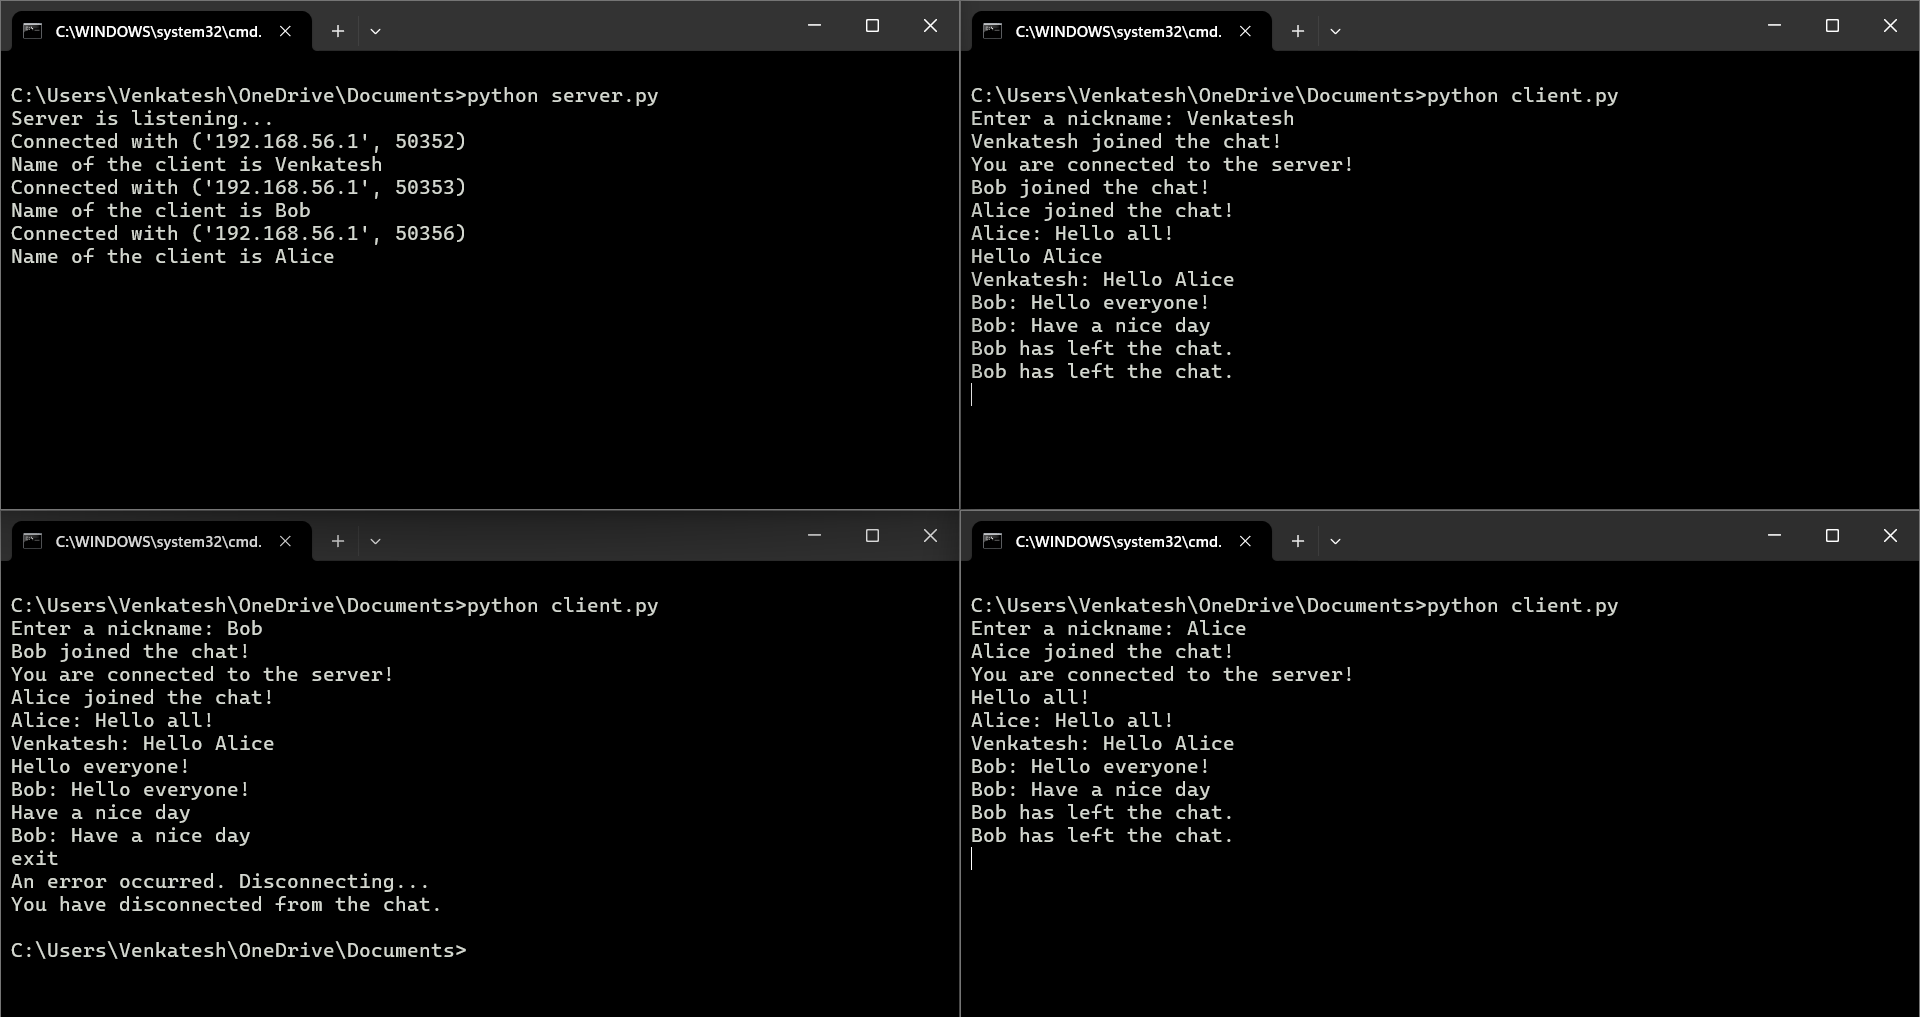 C:\WINDOWS\system32\cmd.
C:\Users\Venkatesh\OneDrive\Documents>python server.py
Server is listening...
Connected with ('192.168.56.1', 50352)
Name of the client is Venkatesh
Connected with ('192.168.56.1', 50353)
Name of the client is Bob
Connected with ('192.168.56.1', 50356)
Name of the client is Alice
C:\WINDOWS\system32\cmd.
C:\Users\Venkatesh\OneDrive\Documents>python client.py
Enter a nickname: Venkatesh
Venkatesh joined the chat!
You are connected to the server!
Bob joined the chat!
Alice joined the chat!
Alice: Hello all!
Hello Alice
Venkatesh: Hello Alice
Bob: Hello everyone!
Bob: Have a nice day
Bob has left the chat.
Bob has left the chat.
C:\WINDOWS\system32\cmd.
C:\Users\Venkatesh\OneDrive\Documents>python client.py
Enter a nickname: Bob
Bob joined the chat!
You are connected to the server!
Alice joined the chat!
Alice: Hello all!
Venkatesh: Hello Alice
Hello everyone!
Bob: Hello everyone!
Have a nice day
Bob: Have a nice day
exit
An error occurred. Disconnecting...
You have disconnected from the chat.
C:\Users\Venkatesh\OneDrive\Documents>
C:\WINDOWS\system32\cmd.
C:\Users\Venkatesh\OneDrive\Documents>python client.py
Enter a nickname: Alice
Alice joined the chat!
You are connected to the server!
Hello all!
Alice: Hello all!
Venkatesh: Hello Alice
Bob: Hello everyone!
Bob: Have a nice day
Bob has left the chat.
Bob has left the chat.